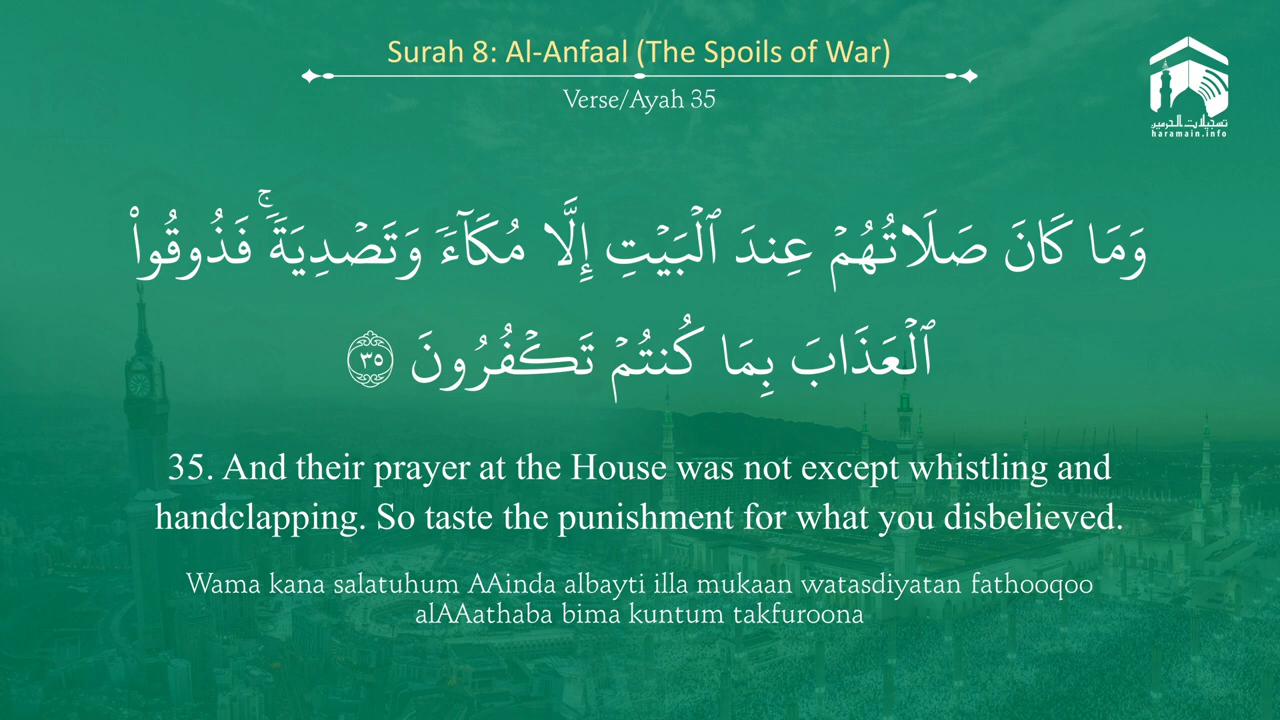 Surah 8: Al-Anfaal (The Spoils of War)
Verse/Ayah 35
تسجيلات الحرمين
haramain.info
وَمَا كَانَ صَلَاتُهُمۡ عِندَ ٱلۡبَيۡتِ إِلَّا مُكَآءٗ وَتَصۡدِيَةٗۚ فَذُوقُواْ
ٱلۡعَذَابَ بِمَا كُنتُمۡ تَكۡفُرُونَ ٣٥
35. And their prayer at the House was not except whistling and
handclapping. So taste the punishment for what you disbelieved.
Wama kana salatuhum AAinda albayti illa mukaan watasdiyatan fathooqoo
alAAathaba bima kuntum takfuroona